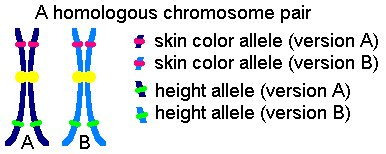 A homologous chromosome pair
skin color allele (version A)
skin color allele (version B)
height allele (version A)
height allele (version B)
A B